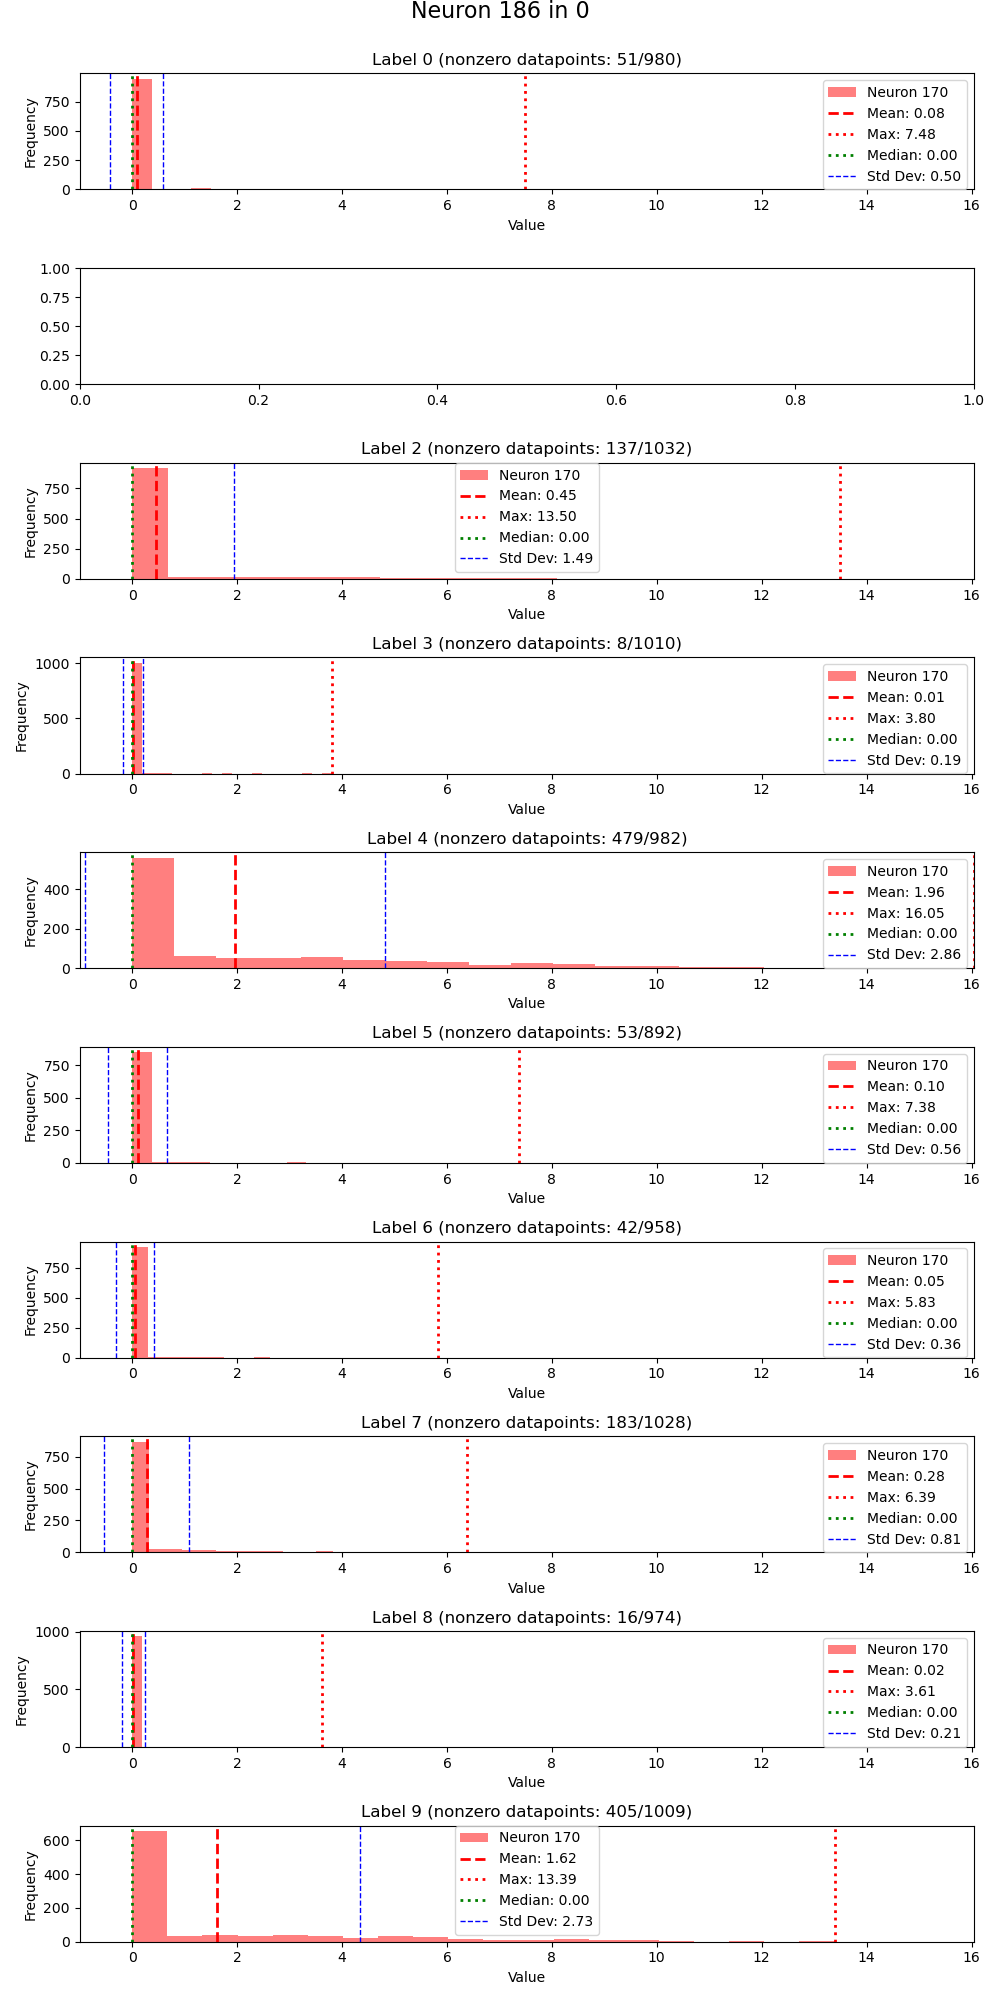 Neuron 186 in 0
Label 0 (nonzero datapoints: 51/980)
Frequency
750
500
250
0
Neuron 170
Mean: 0.08
Max: 7.48
Median: 0.00
Std Dev: 0.50
0 2 4 6 8 10 12 14 16
Value
1.00
0.75
0.50
0.25
0.00
0.0 0.2 0.4 0.6 0.8 1.0
Label 2 (nonzero datapoints: 137/1032)
Frequency
750
500
250
0
Neuron 170
Mean: 0.45
Max: 13.50
Median: 0.00
Std Dev: 1.49
0 2 4 6 8 10 12 14 16
Value
Label 3 (nonzero datapoints: 8/1010)
Frequency
1000
500
0
Neuron 170
Mean: 0.01
Max: 3.80
Median: 0.00
Std Dev: 0.19
0 2 4 6 8 10 12 14 16
Value
Label 4 (nonzero datapoints: 479/982)
Frequency
400
200
0
Neuron 170
Mean: 1.96
Max: 16.05
Median: 0.00
Std Dev: 2.86
0 2 4 6 8 10 12 14 16
Value
Label 5 (nonzero datapoints: 53/892)
Frequency
750
500
250
0
Neuron 170
Mean: 0.10
Max: 7.38
Median: 0.00
Std Dev: 0.56
0 2 4 6 8 10 12 14 16
Value
Label 6 (nonzero datapoints: 42/958)
Frequency
750
500
250
0
Neuron 170
Mean: 0.05
Max: 5.83
Median: 0.00
Std Dev: 0.36
0 2 4 6 8 10 12 14 16
Value
Label 7 (nonzero datapoints: 183/1028)
Frequency
750
500
250
0
Neuron 170
Mean: 0.28
Max: 6.39
Median: 0.00
Std Dev: 0.81
0 2 4 6 8 10 12 14 16
Value
Label 8 (nonzero datapoints: 16/974)
Frequency
1000
500
0
Neuron 170
Mean: 0.02
Max: 3.61
Median: 0.00
Std Dev: 0.21
0 2 4 6 8 10 12 14 16
Value
Label 9 (nonzero datapoints: 405/1009)
Frequency
600
400
200
0
Neuron 170
Mean: 1.62
Max: 13.39
Median: 0.00
Std Dev: 2.73
0 2 4 6 8 10 12 14 16
Value